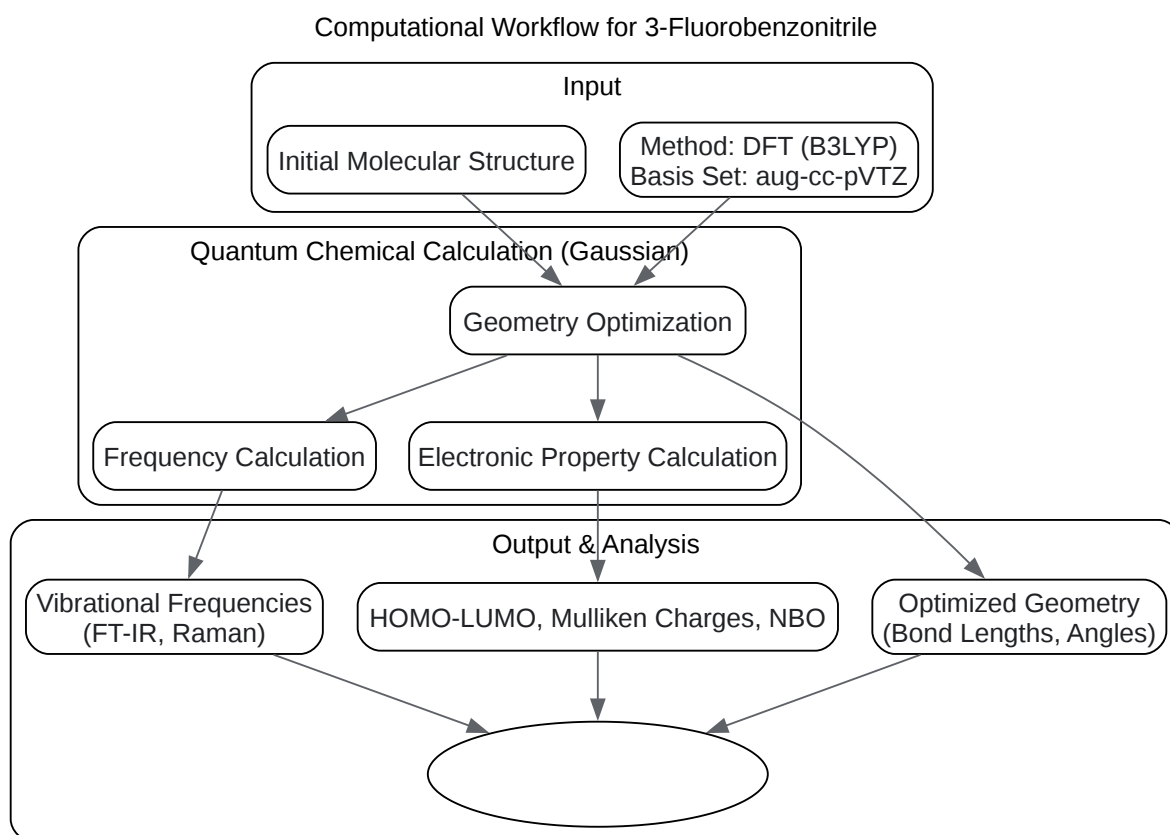 Computational Workflow for 3-Fluorobenzonitrile
Input
Initial Molecular Structure
Method: DFT (B3LYP)
Basis Set: aug-cc-pVTZ
Quantum Chemical Calculation (Gaussian)
Geometry Optimization
Frequency Calculation
Electronic Property Calculation
Output & Analysis
Vibrational Frequencies
(FT-IR, Raman)
HOMO-LUMO, Mulliken Charges, NBO
Optimized Geometry
(Bond Lengths, Angles)